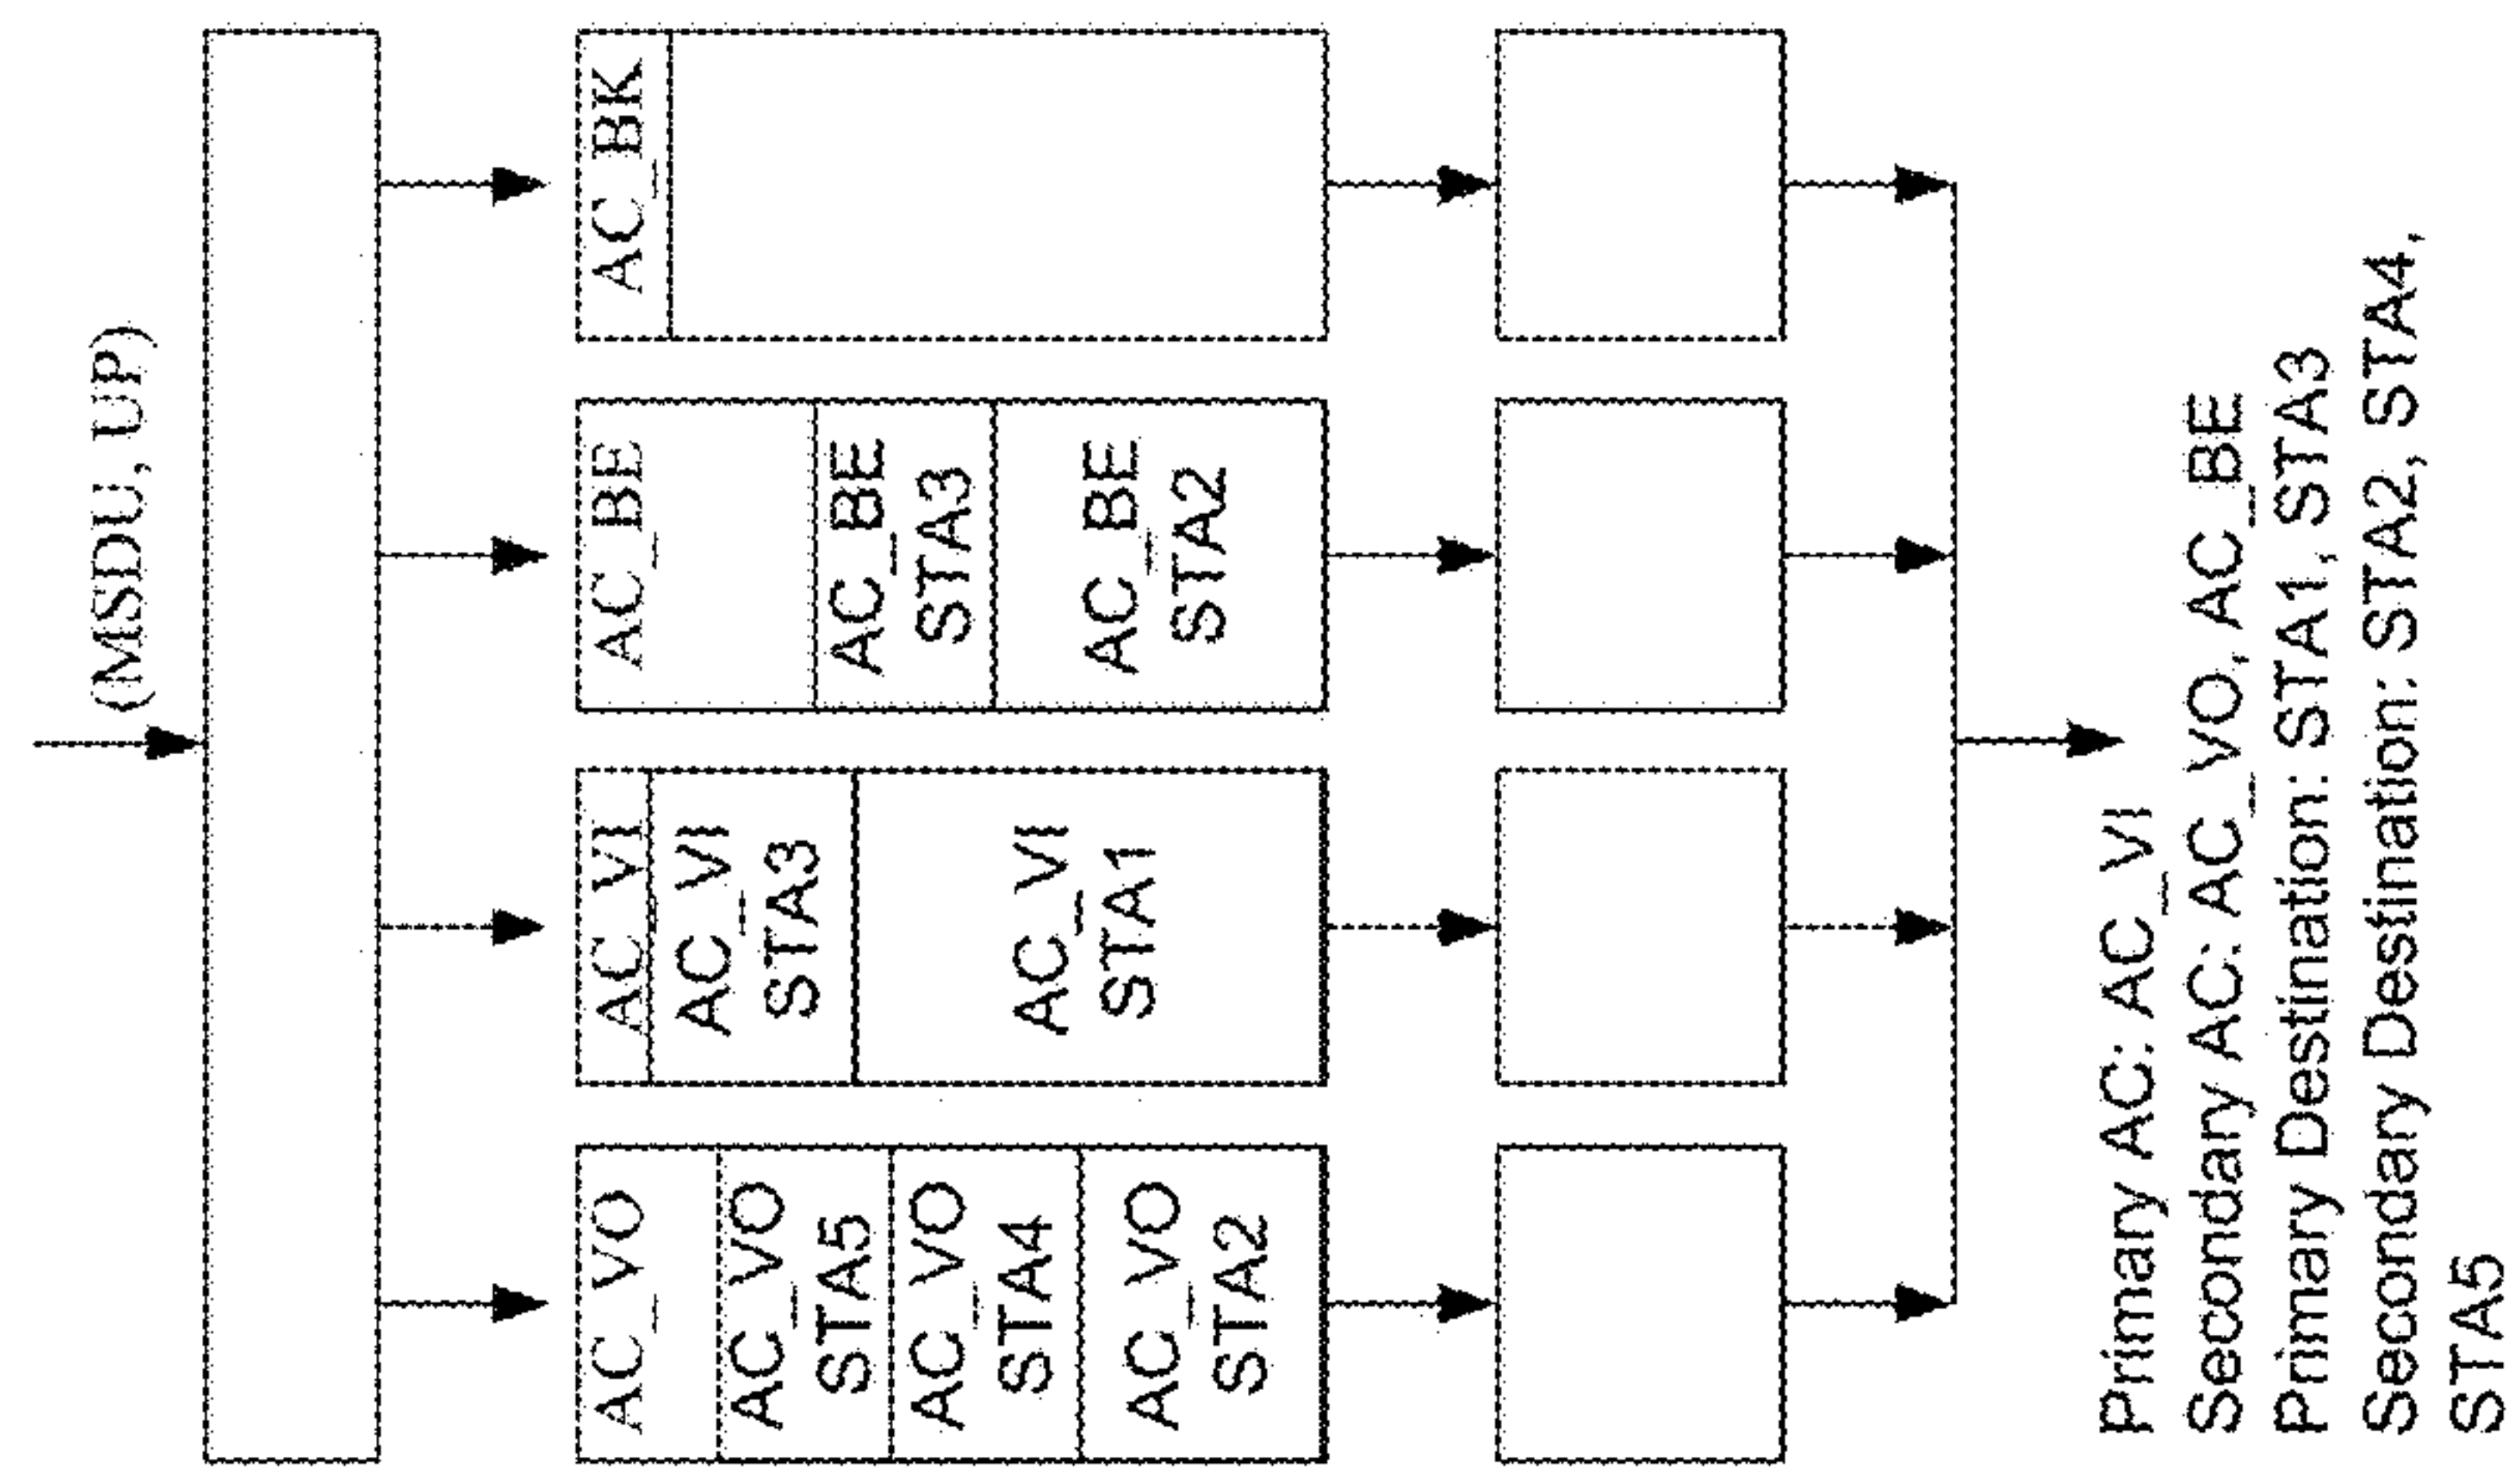 (MSDU, UP)
AC_VO
AC_VO
STA5
AC_VO
STA4
AC_VO
STA2
AC_VI
AC_VI
STA3
AC_VI
STA1
AC_BE
AC_BE
STA3
AC_BE
STA2
AC_BK
Primary AC: AC_VI
Secondary AC: AC_VO, AC_BE
Primary Destination: STA1, STA3
Secondary Destination: STA2, STA4,
STA5